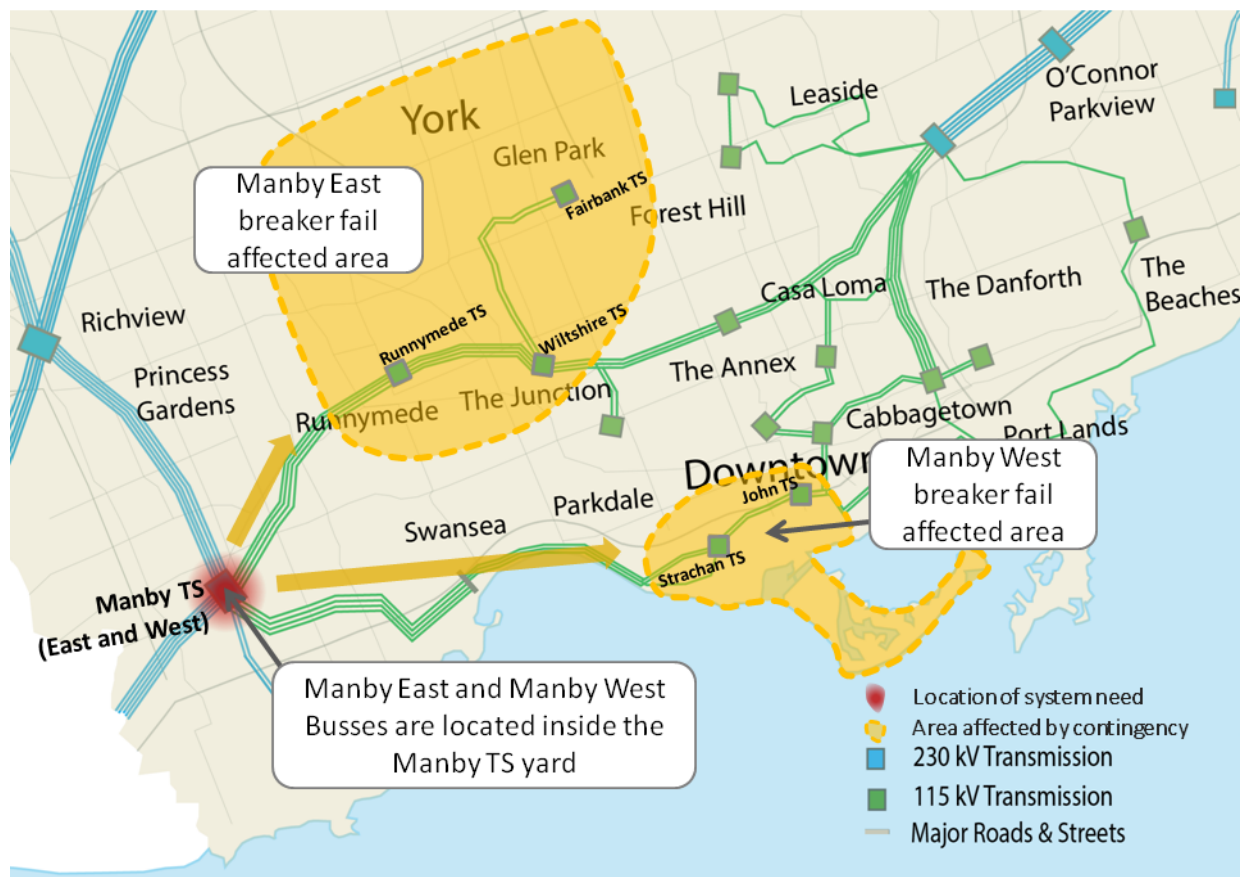 York
Glen Park
Fairbank TS
Manby East
breaker fail
affected area
Leaside
O'Connor
Parkview
Forest Hill
Richview
Princess
Gardens
Runnymede TS
Wiltshire TS
Casa Loma
The Danforth
The
Beaches
The Annex
Runnymede
The Junction
Cabbagetown
Port Lands
Downtown
Manby West
breaker fail
affected area
John TS
Parkdale
Swansea
Strachan TS
Manby TS
(East and West)
Manby East and Manby West
Busses are located inside the
Manby TS yard
Location of system need
Area affected by contingency
230 kV Transmission
115 kV Transmission
Major Roads & Streets